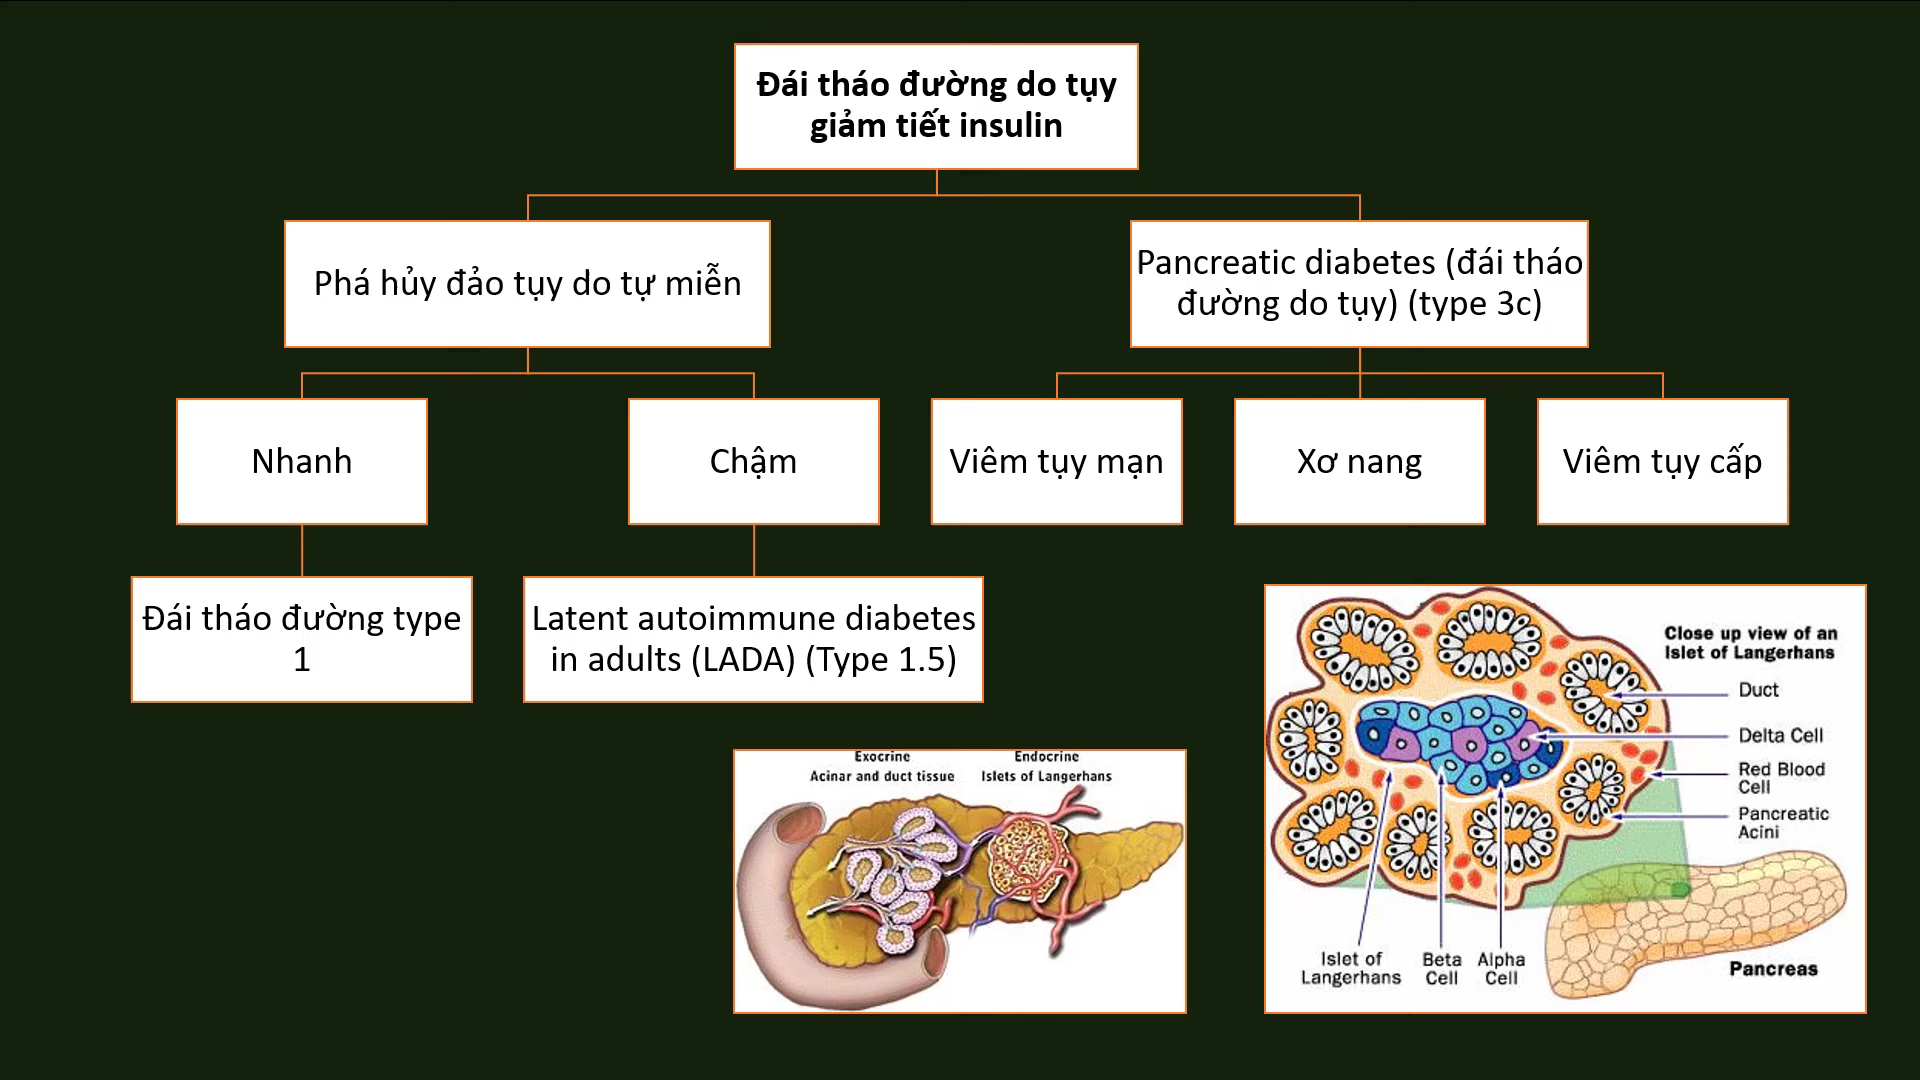 Đái tháo đường do tụy
giảm tiết insulin
Phá hủy đảo tụy do tự miễn
Pancreatic diabetes (đái tháo
đường do tụy) (type 3c)
Nhanh
Chậm
Viêm tụy mạn
Xơ nang
Viêm tụy cấp
Đái tháo đường type
1
Latent autoimmune diabetes
in adults (LADA) (Type 1.5)
Exocrine
Acinar and duct tissue
Endocrine
Islets of Langerhans
Close up view of an
Islet of Langerhans
Duct
Delta Cell
Red Blood
Cell
Pancreatic
Acini
Islet of
Langerhans
Beta
Cell
Alpha
Cell
Pancreas